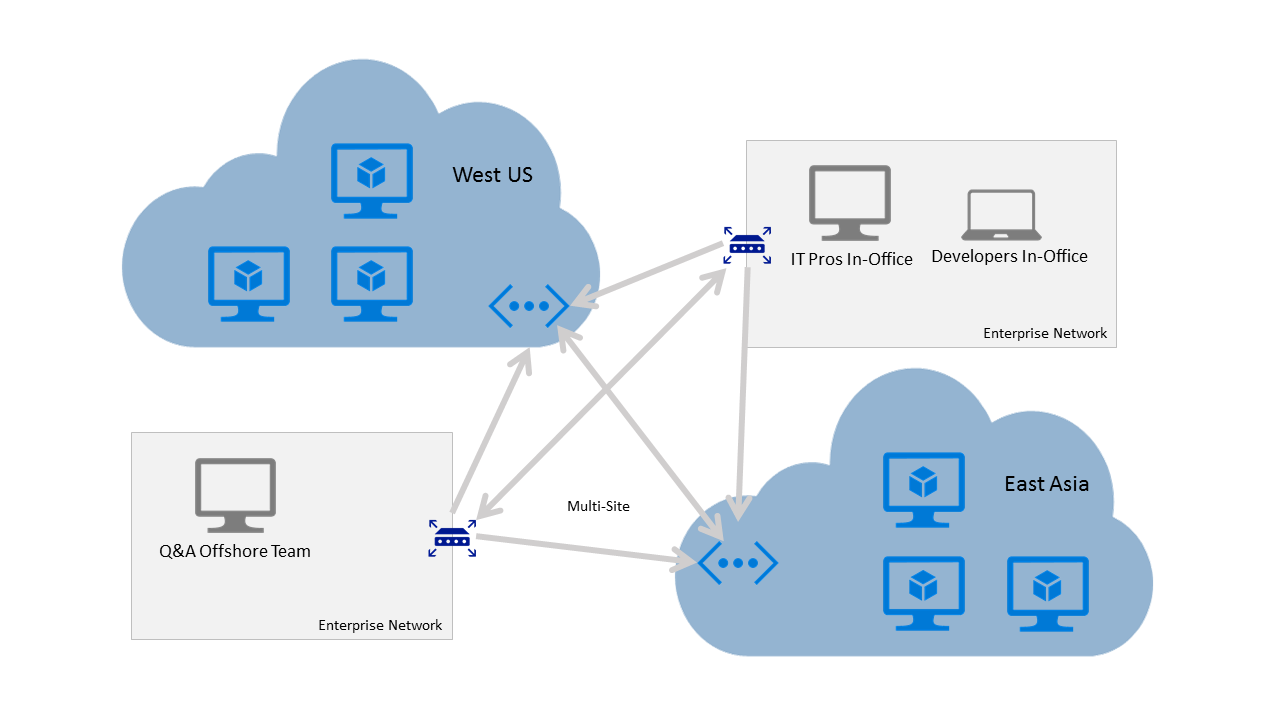 West US
IT Pros In-Office
Developers In-Office
Enterprise Network
East Asia
Multi-Site
Q&A Offshore Team
Enterprise Network